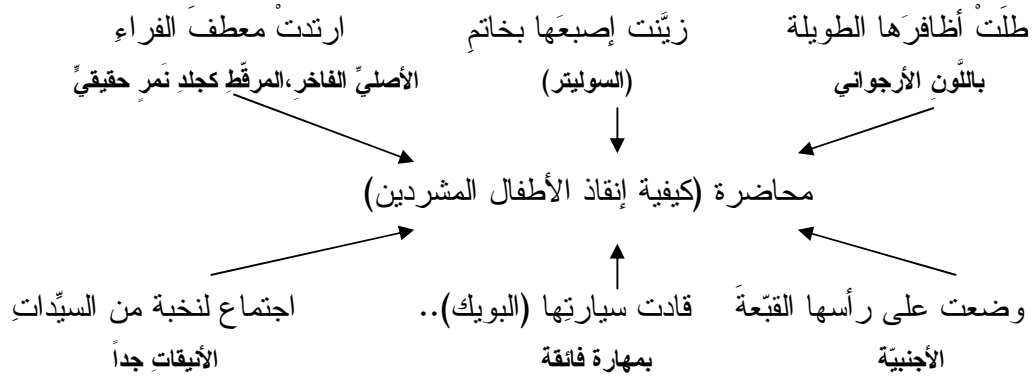 طلَتْ أظافرَها الطويلة
باللَّونِ الأرجواني
زيَّنت إصبعَها بخاتمِ
(السوليتر)
ارتدتْ معطفَ الفراءِ
الأصليِّ الفاخرِ،المرقّطِ كجلدِ نَمرٍ حقيقيٍّ
محاضرة (كيفية إنقاذ الأطفال المشردين)
وضعت على رأسها القبّعةَ
الأجنبيّة
قادت سيارتِها (البويك)..
بمهارة فائقة
اجتماع لنخبة من السيِّداتِ
الأنيقاتِ جداً